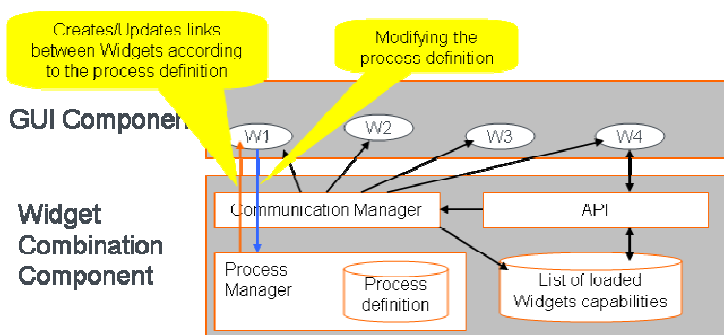 Creates/Updates links
between Widgets according
to the process definition
Modifying the
process definition
GUI Component
W1
W2
W3
W4
Widget
Combination
Component
Communication Manager
API
Process
Manager
Process
definition
List of loaded
Widgets capabilities